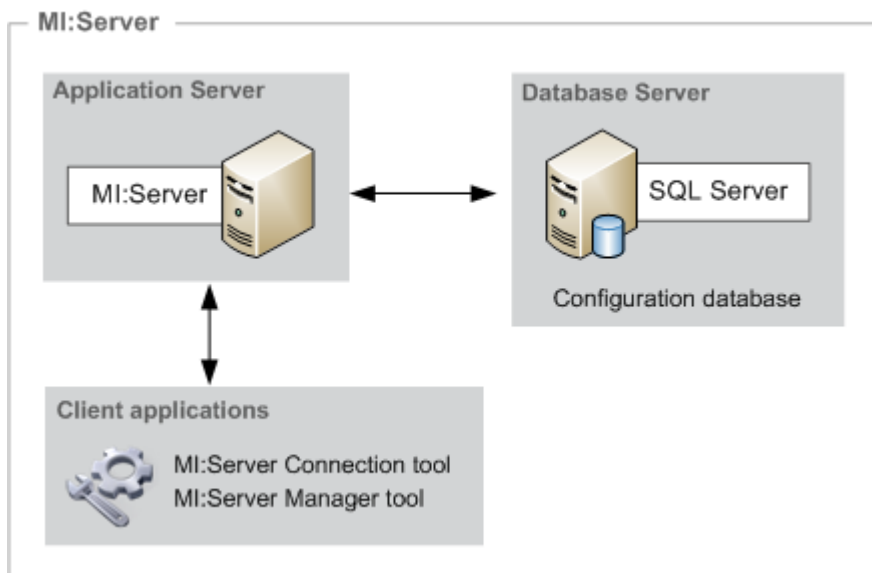 MI:Server
Application Server
MI:Server
Database Server
SQL Server
Configuration database
Client applications
MI:Server Connection tool
MI:Server Manager tool